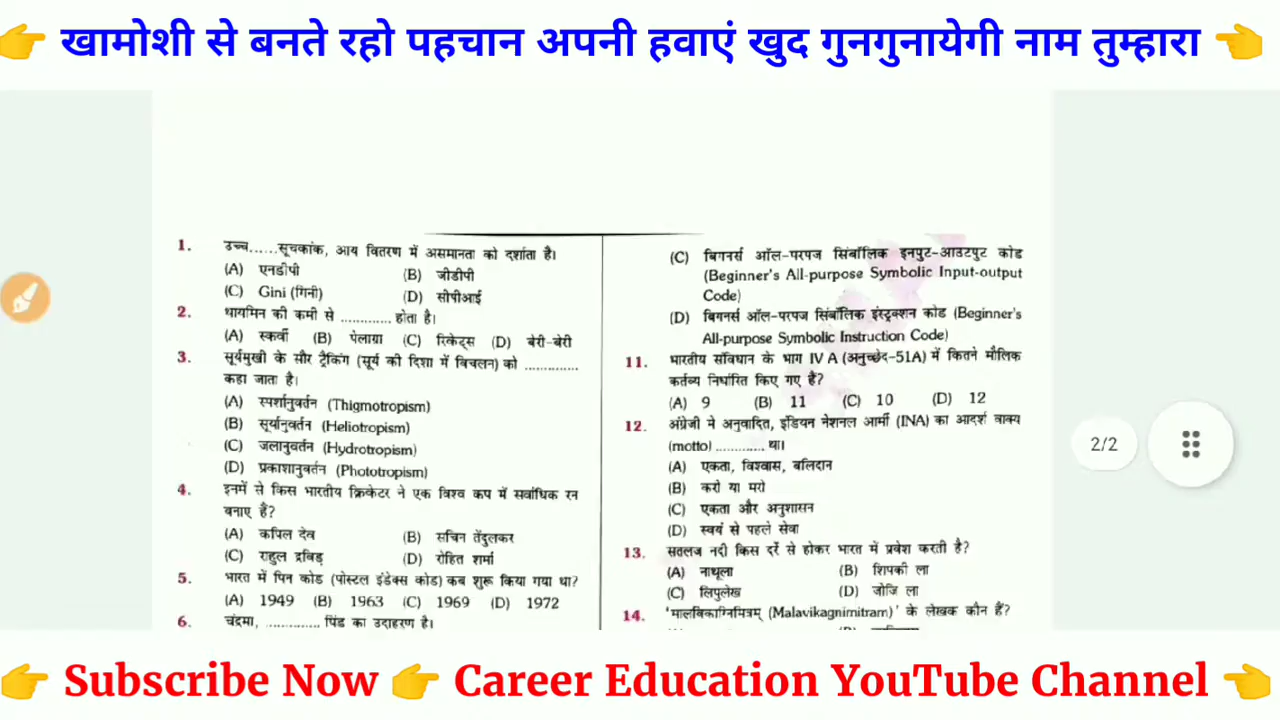 👉 खामोशी से बनते रहो पहचान अपनी हवाएं खुद गुनगुनायेगी नाम तुम्हारा 👈
1. उच्च......सूचकांक, आय वितरण में असमानता को दर्शाता है।
(A) एनडीपी (B) जीडीपी
(C) Gini (गिनी) (D) सीपीआई
2. थायमिन की कमी से ............. होता है।
(A) स्कर्वी (B) पेलाग्रा (C) रिकेट्स (D) बेरी-बेरी
3. सूर्यमुखी के सौर ट्रैकिंग (सूर्य की दिशा में विचलन) को ..............
कहा जाता है।
(A) स्पर्शानुवर्तन (Thigmotropism)
(B) सूर्यानुवर्तन (Heliotropism)
(C) जलानुवर्तन (Hydrotropism)
(D) प्रकाशानुवर्तन (Phototropism)
4. इनमें से किस भारतीय क्रिकेटर ने एक विश्व कप में सर्वाधिक रन
बनाए हैं?
(A) कपिल देव (B) सचिन तेंदुलकर
(C) राहुल द्रविड़ (D) रोहित शर्मा
5. भारत में पिन कोड (पोस्टल इंडेक्स कोड) कब शुरू किया गया था?
(A) 1949 (B) 1963 (C) 1969 (D) 1972
6. चंद्रमा, .............. पिंड का उदाहरण है।
(C) बिगनर्स ऑल-परपज सिंबॉलिक इनपुट-आउटपुट कोड
(Beginner's All-purpose Symbolic Input-output
Code)
(D) बिगनर्स ऑल-परपज सिंबॉलिक इंस्ट्रक्शन कोड (Beginner's
All-purpose Symbolic Instruction Code)
11. भारतीय संविधान के भाग IV A (अनुच्छेद-51A) में कितने मौलिक
कर्तव्य निर्धारित किए गए हैं?
(A) 9 (B) 11 (C) 10 (D) 12
12. अंग्रेजी मे अनुवादित, इंडियन नेशनल आर्मी (INA) का आदर्श वाक्य
(motto) ............. था।
(A) एकता, विश्वास, बलिदान
(B) करो या मरो
(C) एकता और अनुशासन
(D) स्वयं से पहले सेवा
13. सतलज नदी किस दर्रे से होकर भारत में प्रवेश करती है?
(A) नाथूला (B) शिपकी ला
(C) लिपुलेख (D) जोजि ला
14. 'मालविकाग्निमित्रम् (Malavikagnimitram)' के लेखक कौन हैं?
2/2
👉 Subscribe Now 👉 Career Education YouTube Channel 👈